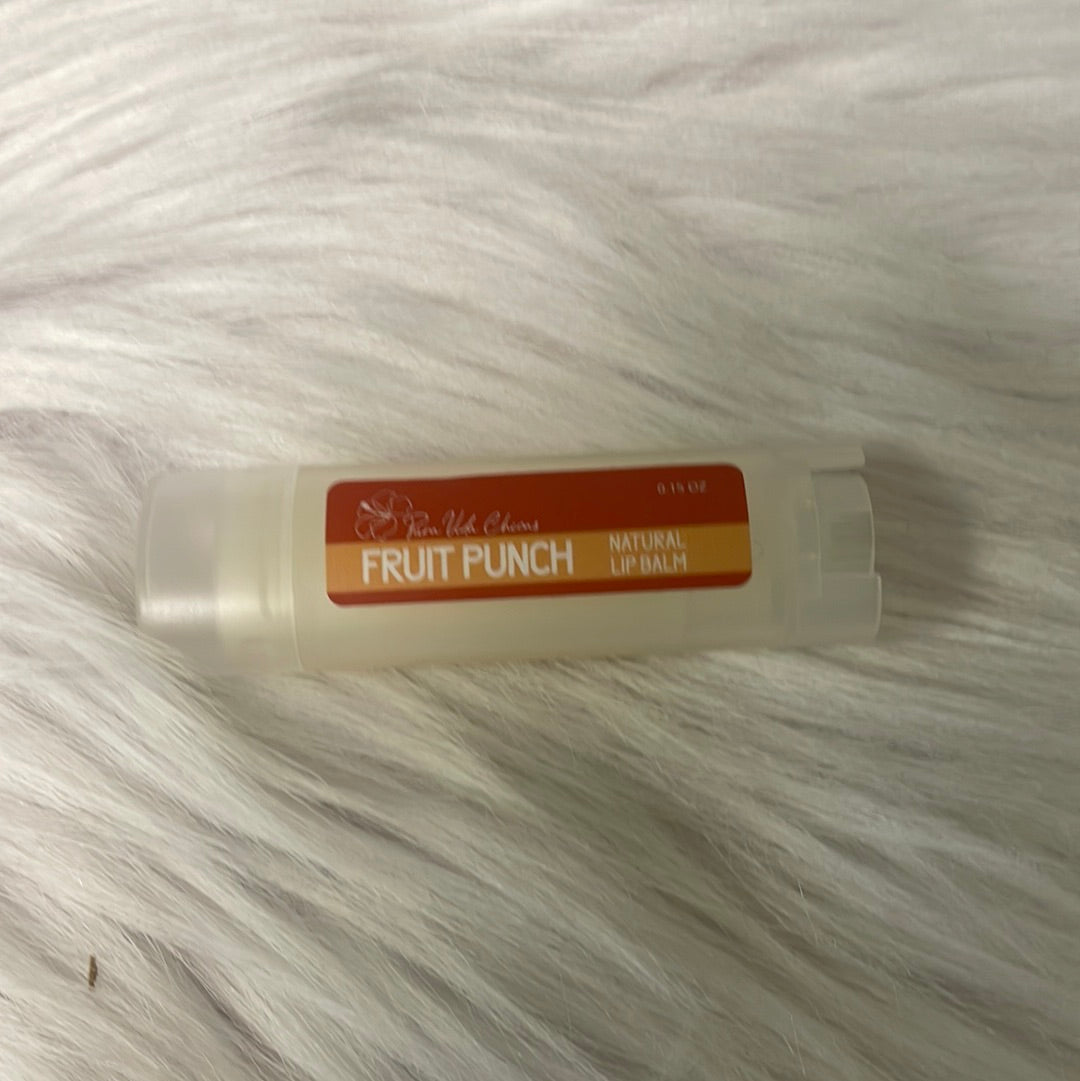 0.15 OZ
FRUIT PUNCH
NATURAL
LIP BALM